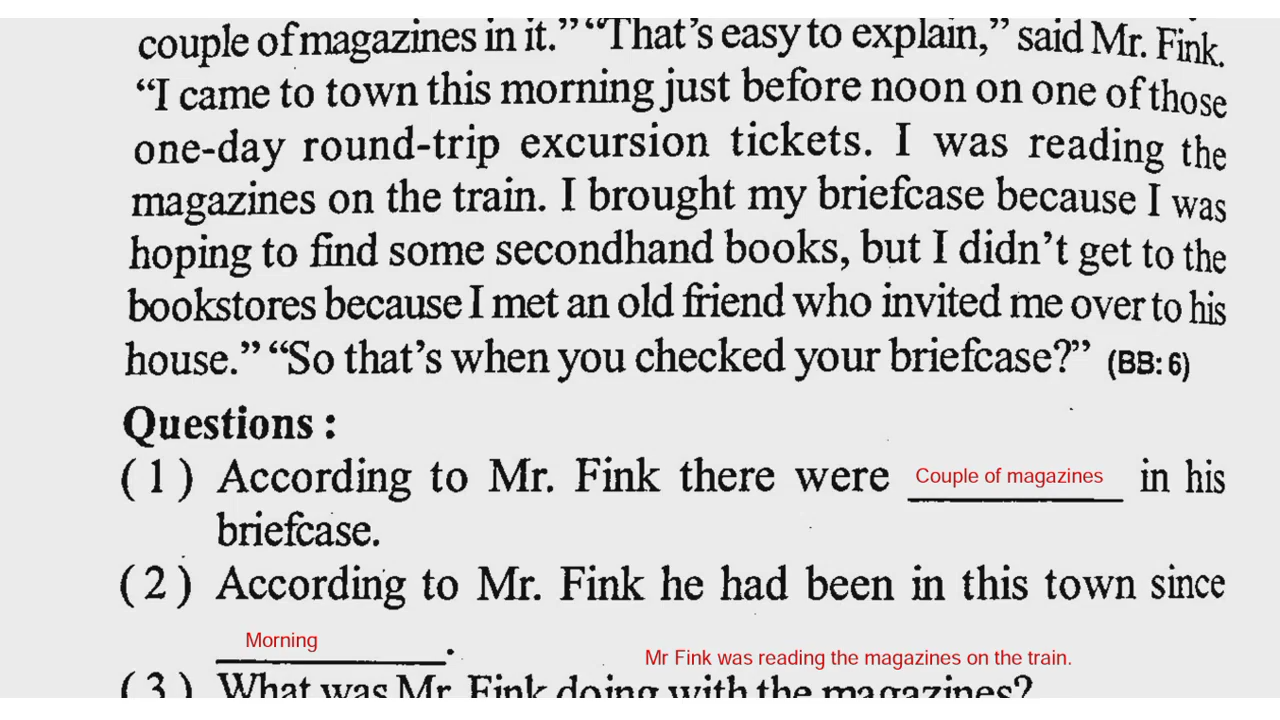 couple of magazines in it.” “That’s easy to explain,” said Mr. Fink.
“I came to town this morning just before noon on one of those
one-day round-trip excursion tickets. I was reading the
magazines on the train. I brought my briefcase because I was
hoping to find some secondhand books, but I didn’t get to the
bookstores because I met an old friend who invited me over to his
house.” “So that’s when you checked your briefcase?” (BB: 6)
Questions :
(1) According to Mr. Fink there were Couple of magazines in his
briefcase.
(2) According to Mr. Fink he had been in this town since
Morning .
Mr Fink was reading the magazines on the train.
(3) What was Mr. Fink doing with the magazines?